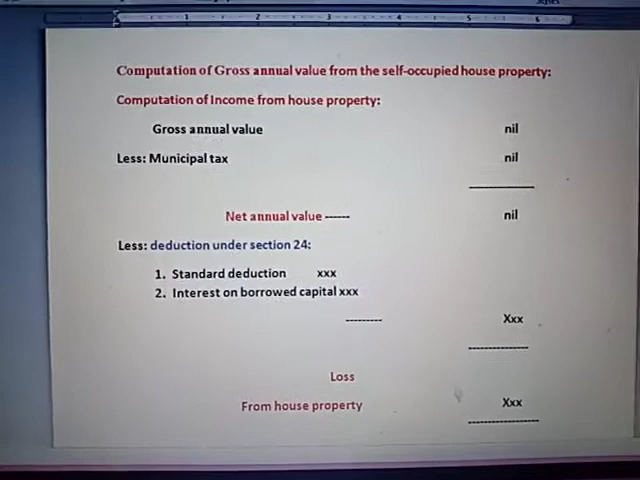 Computation of Gross annual value from the self-occupied house property:
Computation of Income from house property:
Gross annual value nil
Less: Municipal tax nil
Net annual value ------ nil
Less: deduction under section 24:
1. Standard deduction xxx
2. Interest on borrowed capital xxx
--------- Xxx
Loss
From house property Xxx